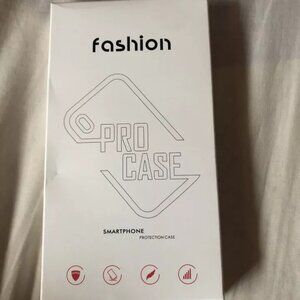 fashion
PRO
CASE
SMARTPHONE
PROTECTION CASE